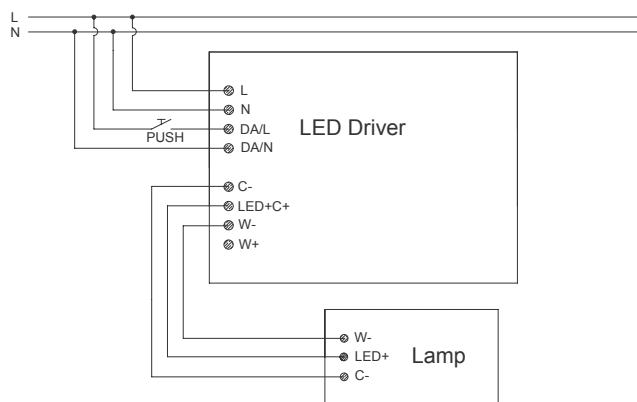 L
N
L
N
DA/L
PUSH
DA/N
LED Driver
C-
LED+C+
W-
W+
W-
LED+
C-
Lamp